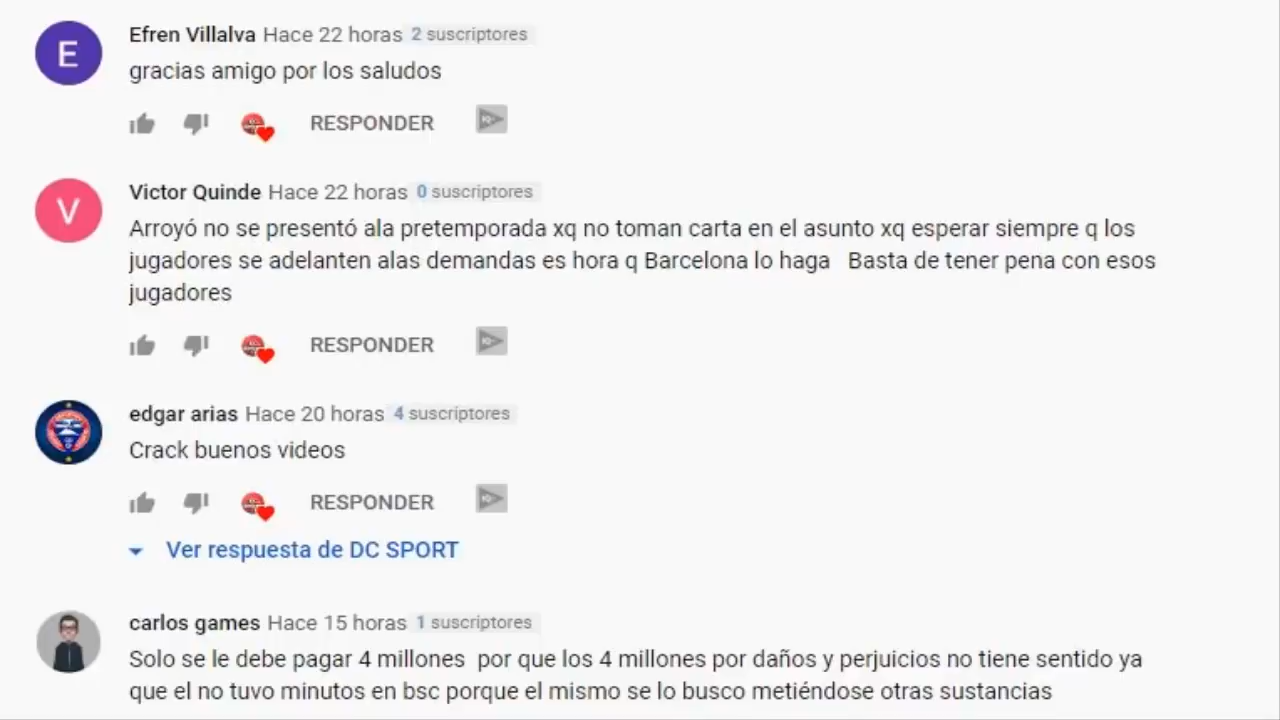 Efren Villalva Hace 22 horas 2 suscriptores
gracias amigo por los saludos
RESPONDER
Victor Quinde Hace 22 horas 0 suscriptores
Arroyó no se presentó ala pretemporada xq no toman carta en el asunto xq esperar siempre q los
jugadores se adelanten alas demandas es hora q Barcelona lo haga Basta de tener pena con esos
jugadores
RESPONDER
edgar arias Hace 20 horas 4 suscriptores
Crack buenos videos
RESPONDER
Ver respuesta de DC SPORT
carlos games Hace 15 horas 1 suscriptores
Solo se le debe pagar 4 millones por que los 4 millones por daños y perjuicios no tiene sentido ya
que el no tuvo minutos en bsc porque el mismo se lo busco metiéndose otras sustancias